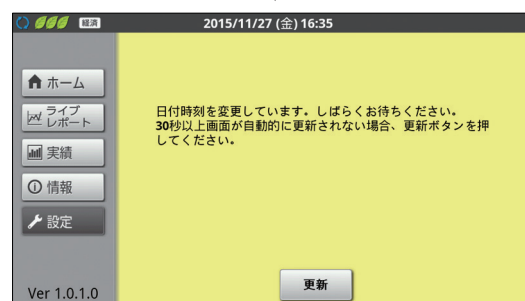 経済 2015/11/27 (金) 16:35
ホーム
ライブ
レポート
実績
情報
設定
日付時刻を変更しています。しばらくお待ちください。
30秒以上画面が自動的に更新されない場合、更新ボタンを押
してください。
更新
Ver 1.0.1.0